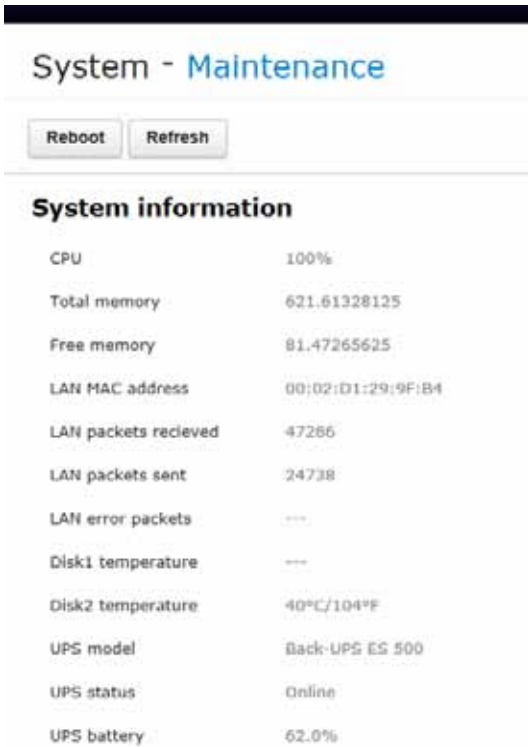 System - Maintenance
Reboot Refresh
System information
CPU 100%
Total memory 621.61328125
Free memory 81.47265625
LAN MAC address 00:02:D1:29:9F:B4
LAN packets recieved 47286
LAN packets sent 24738
LAN error packets ---
Disk1 temperature ---
Disk2 temperature 40°C/104°F
UPS model Back-UPS ES 500
UPS status Online
UPS battery 62.0%